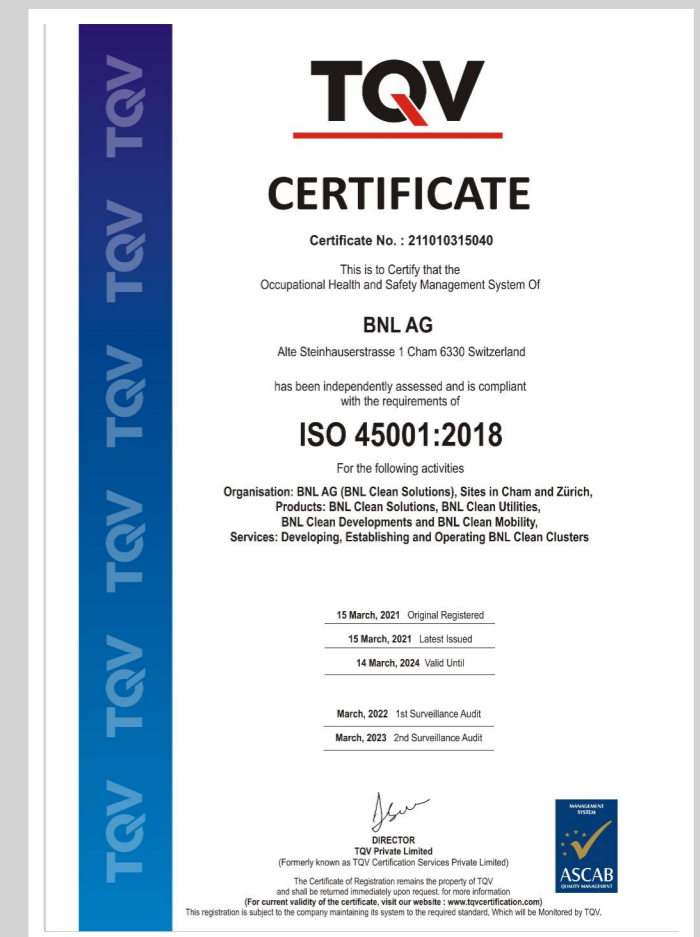 TQV
TQV
TQV
TQV
TQV
TQV
TQV
CERTIFICATE
Certificate No. : 211010315040
This is to Certify that the
Occupational Health and Safety Management System Of
BNL AG
Alte Steinhauserstrasse 1 Cham 6330 Switzerland
has been independently assessed and is compliant
with the requirements of
ISO 45001:2018
For the following activities
Organisation: BNL AG (BNL Clean Solutions), Sites in Cham and Zürich,
Products: BNL Clean Solutions, BNL Clean Utilities,
BNL Clean Developments and BNL Clean Mobility,
Services: Developing, Establishing and Operating BNL Clean Clusters
15 March, 2021 Original Registered
15 March, 2021 Latest Issued
14 March, 2024 Valid Until
March, 2022 1st Surveillance Audit
March, 2023 2nd Surveillance Audit
DIRECTOR
TQV Private Limited
(Formerly known as TQV Certification Services Private Limited)
The Certificate of Registration remains the property of TQV
and shall be returned immediately upon request. for more information
(For current validity of the certificate, visit our website : www.tqvcertification.com)
This registration is subject to the company maintaining its system to the required standard, Which will be Monitored by TQV.
MANAGEMENT
SYSTEM
ASCAB
QUALITY MANAGEMENT